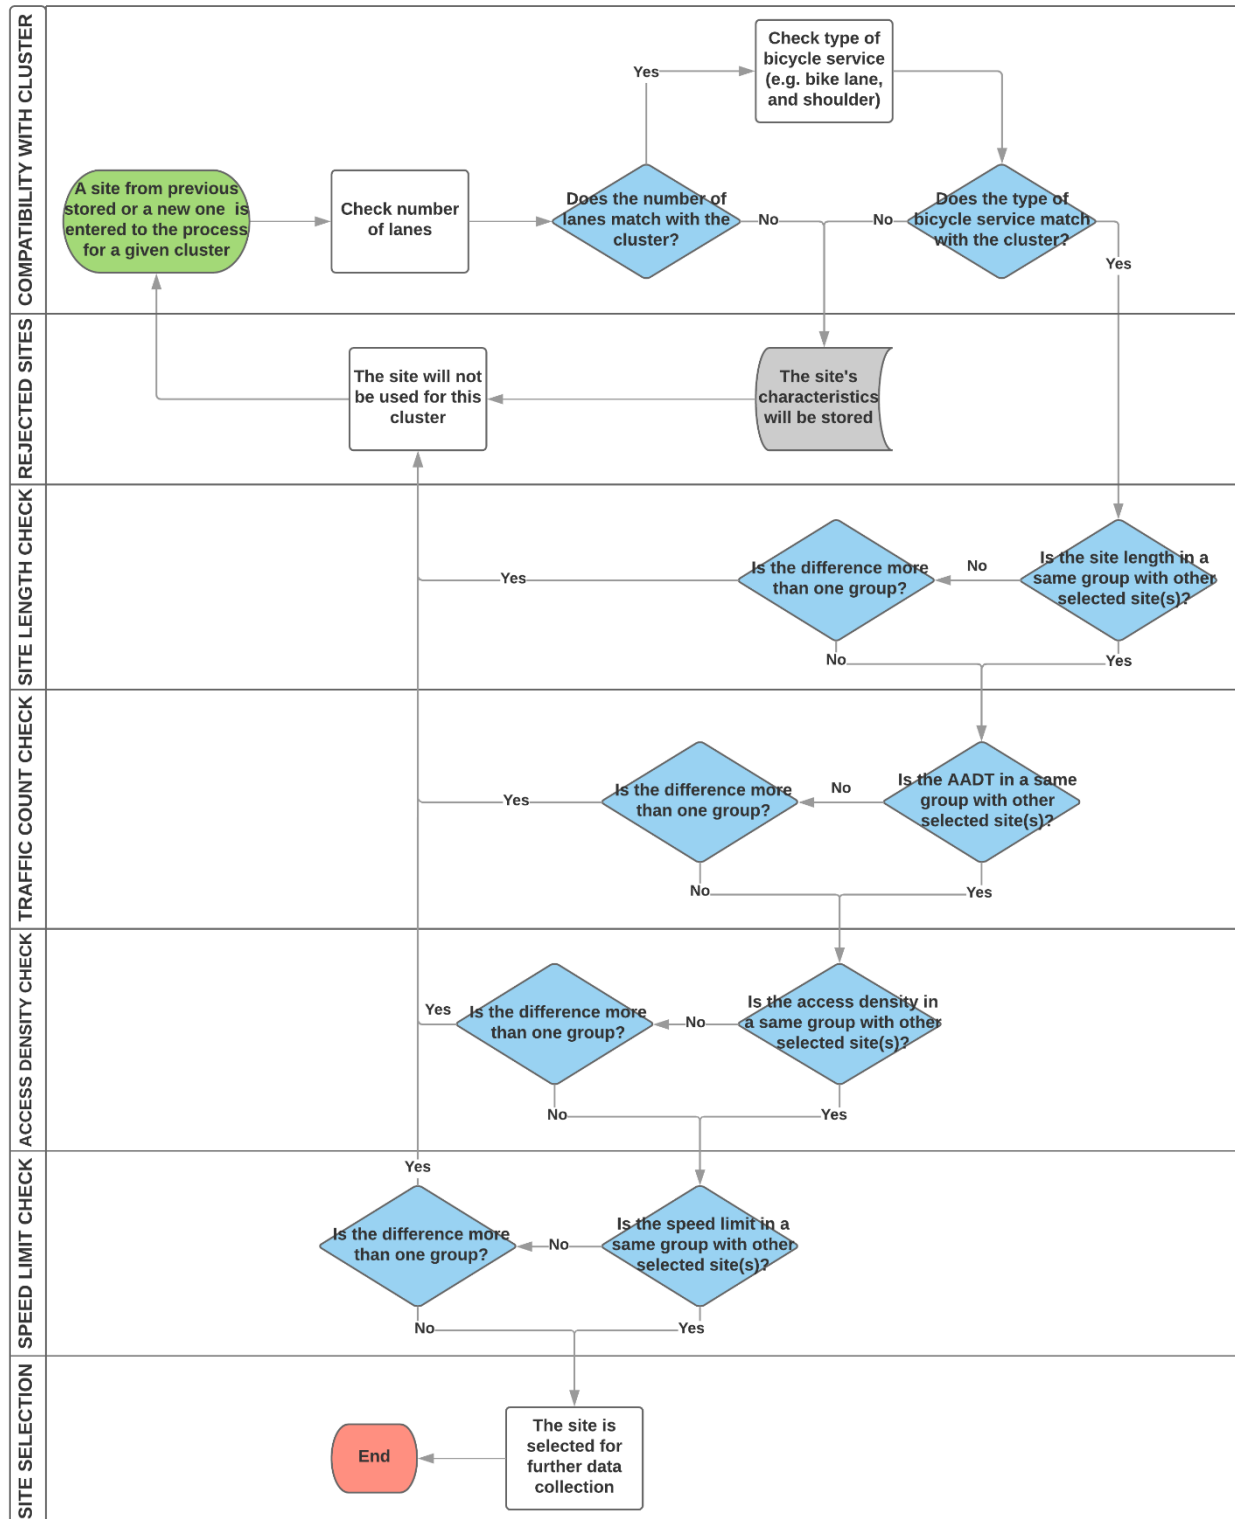 COMPATIBILITY WITH CLUSTER
Check type of
bicycle service
(e.g. bike lane,
and shoulder)
Yes
A site from previous
stored or a new one is
entered to the process
for a given cluster
Check number
of lanes
Does the number of
lanes match with the
cluster?
No
No
Does the type of
bicycle service match
with the cluster?
Yes
REJECTED SITES
The site will not
be used for this
cluster
The site's
characteristics
will be stored
SITE LENGTH CHECK
Yes
Is the difference more
than one group?
No
Is the site length in a
same group with other
selected site(s)?
No
Yes
TRAFFIC COUNT CHECK
Yes
Is the difference more
than one group?
No
Is the AADT in a same
group with other
selected site(s)?
No
Yes
ACCESS DENSITY CHECK
Yes
Is the difference more
than one group?
No
Is the access density in
a same group with other
selected site(s)?
No
Yes
SPEED LIMIT CHECK
Yes
Is the difference more
than one group?
No
Is the speed limit in a
same group with other
selected site(s)?
No
Yes
SITE SELECTION
End
The site is
selected for
further data
collection